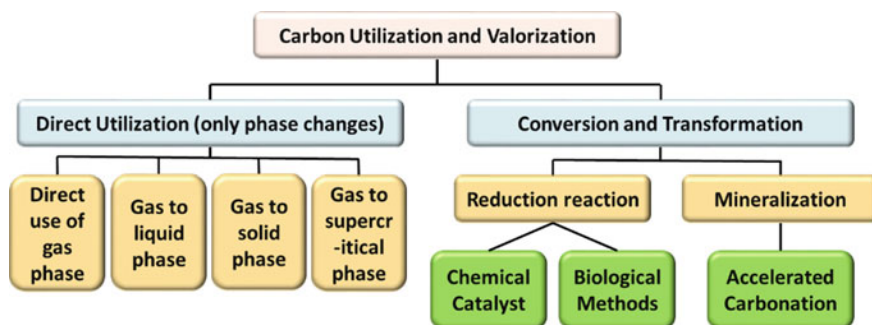 Carbon Utilization and Valorization
Direct Utilization (only phase changes)
Conversion and Transformation
Direct
use of
gas
phase
Gas to
liquid
phase
Gas to
solid
phase
Gas to
supercr
-itical
phase
Reduction reaction
Mineralization
Chemical
Catalyst
Biological
Methods
Accelerated
Carbonation